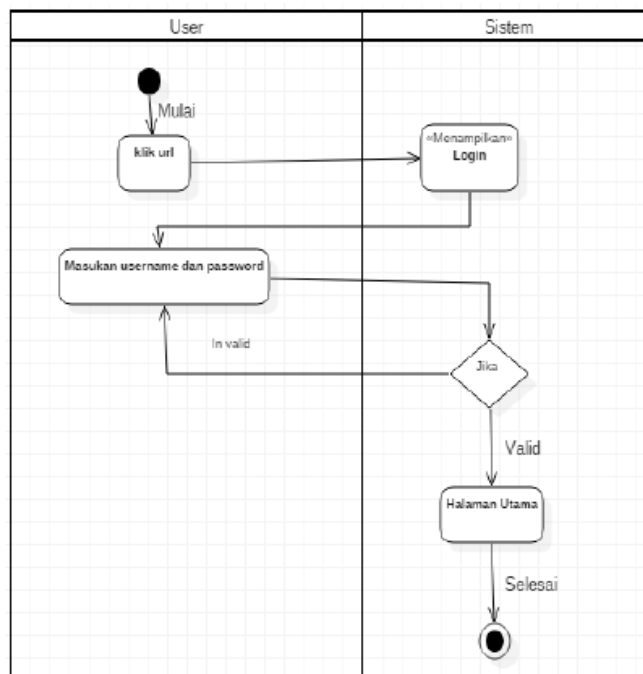 User
Sistem
Mulai
klik url
«Menampilkan»
Login
Masukan username dan password
In valid
Jika
Valid
Halaman Utama
Selesai